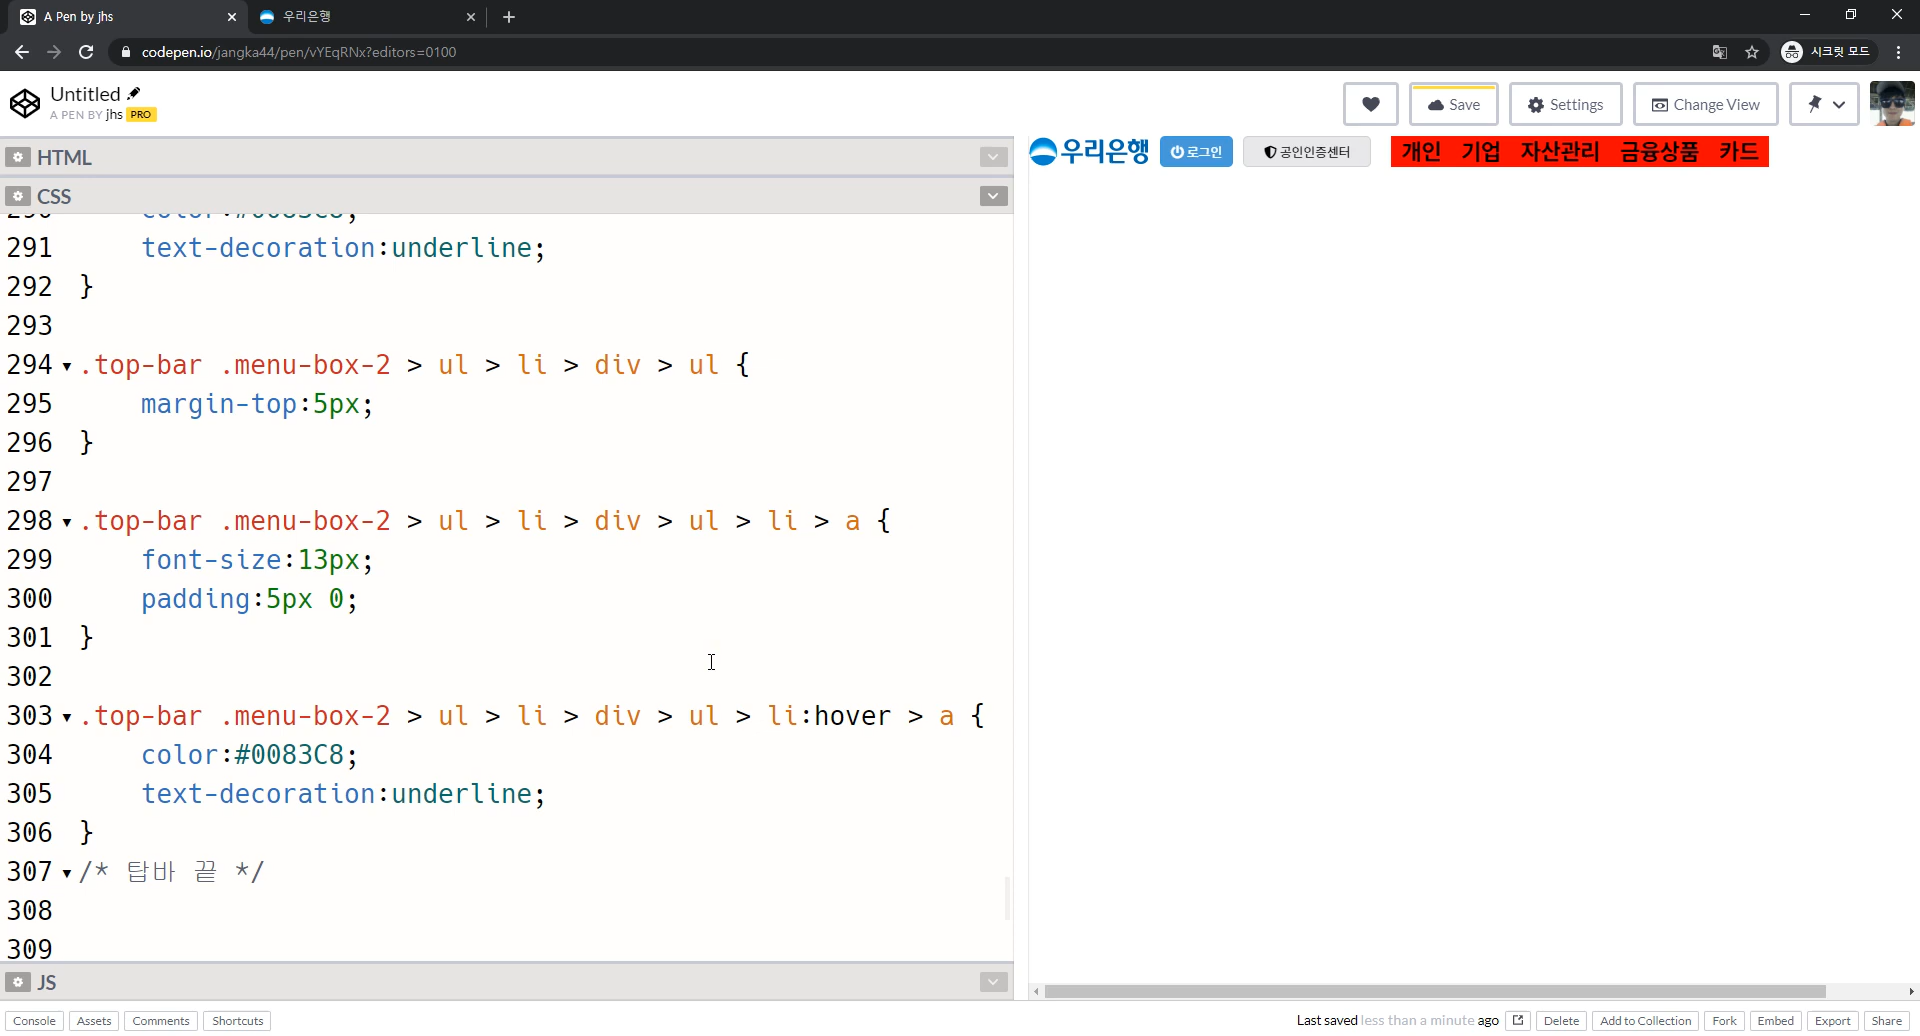 A Pen by jhs
우리은행
codepen.io/jangka44/pen/vYEqRNx?editors=0100
시크릿 모드
Untitled
A PEN BY jhs PRO
Save
Settings
Change View
HTML
CSS
우리은행 로그인 공인인증센터 개인 기업 자산관리 금융상품 카드
290 color:#0083C8;
291 text-decoration:underline;
292 }
293
294 .top-bar .menu-box-2 > ul > li > div > ul {
295 margin-top:5px;
296 }
297
298 .top-bar .menu-box-2 > ul > li > div > ul > li > a {
299 font-size:13px;
300 padding:5px 0;
301 }
302
303 .top-bar .menu-box-2 > ul > li > div > ul > li:hover > a {
304 color:#0083C8;
305 text-decoration:underline;
306 }
307 /* 탑바 끝 */
308
309
JS
Console Assets Comments Shortcuts
Last saved less than a minute ago Delete Add to Collection Fork Embed Export Share